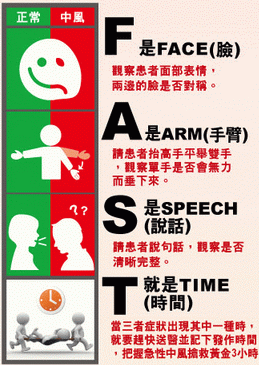 正常 中風
F 是FACE(臉)
觀察患者面部表情，
兩邊的臉是否對稱。
A 是ARM(手臂)
請患者抬高手平舉雙手
，觀察單手是否會無力
而垂下來。
? ?
S 是SPEECH
(說話)
請患者說句話，觀察是否
清晰完整。
T 就是TIME
(時間)
當三者症狀出現其中一種時，
就要趕快送醫並記下發作時間
，把握急性中風搶救黃金3小時